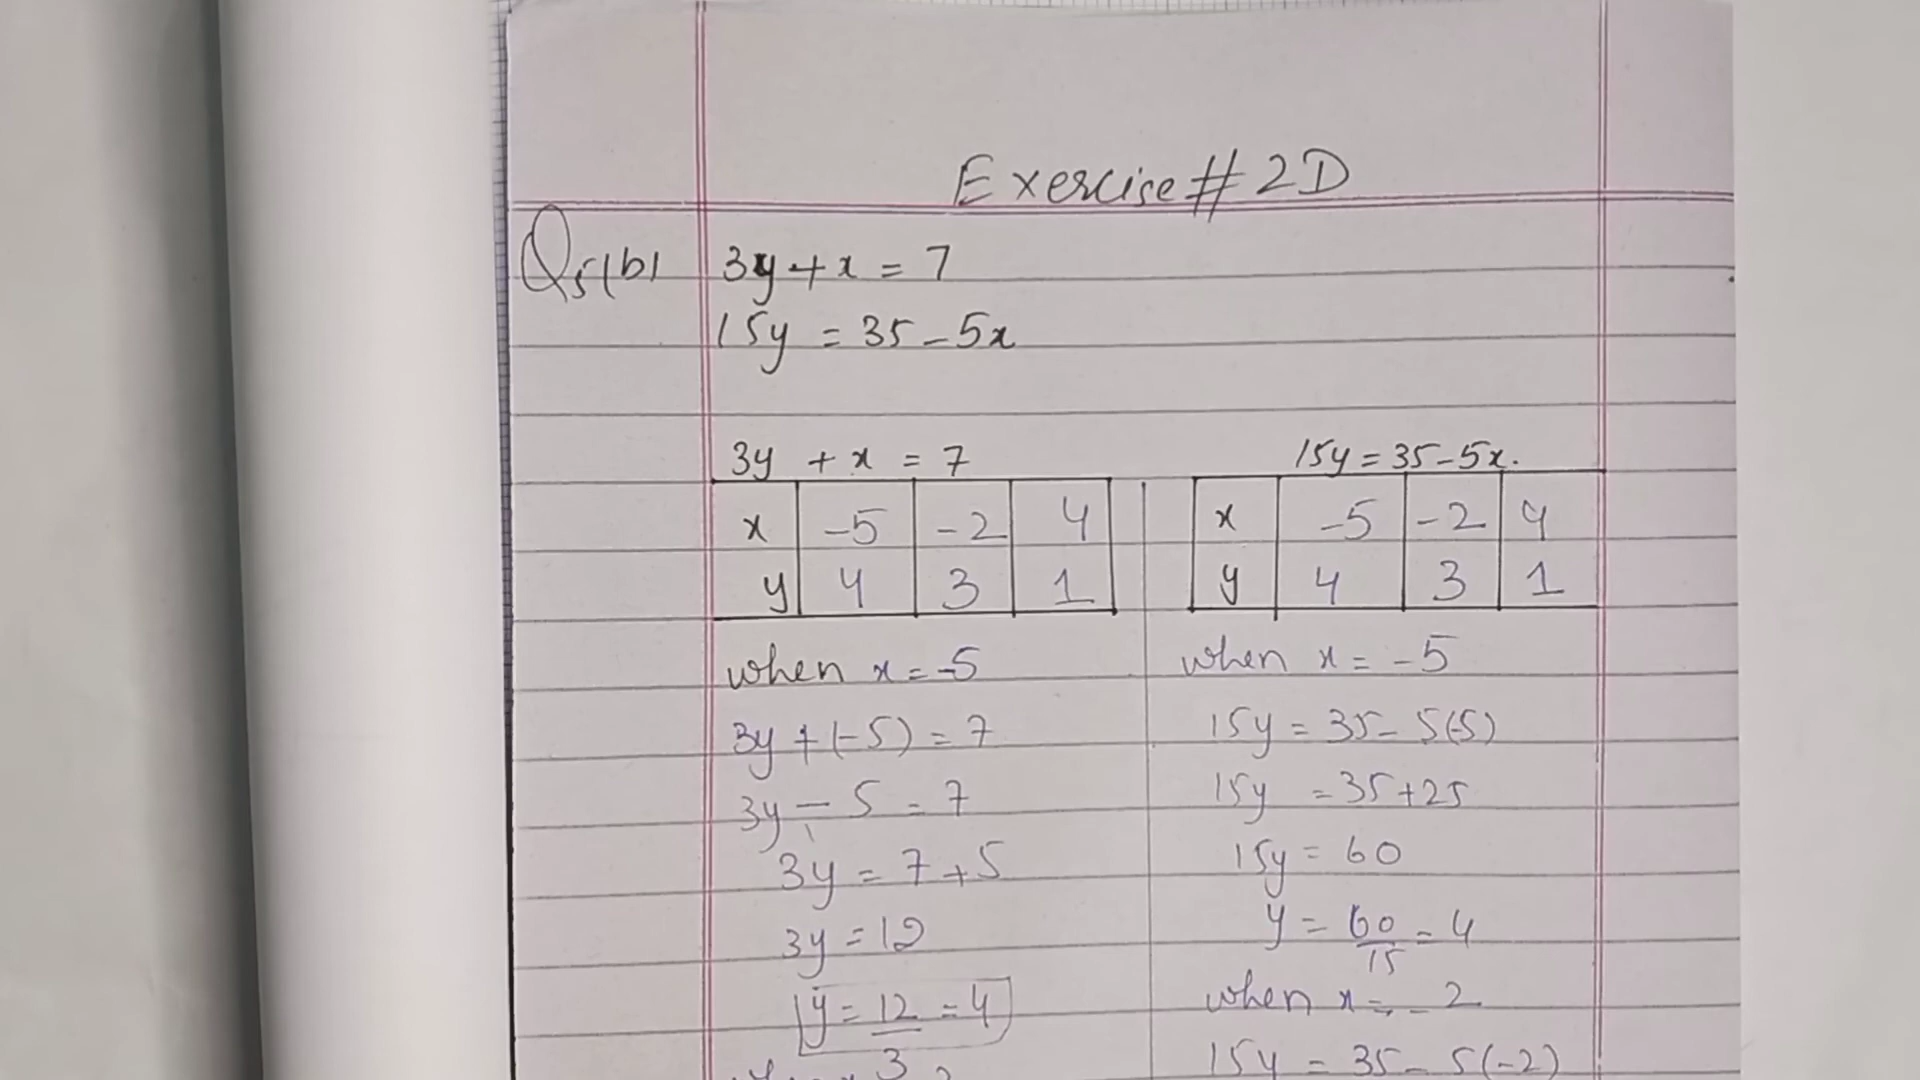 Exercise # 2D
Q5(b) 3y + x = 7
15y = 35 - 5x
3y + x = 7
x -5 -2 4
y 4 3 1
when x = -5
3y + (-5) = 7
3y - 5 = 7
3y = 7 + 5
3y = 12
y = 12/3 = 4
15y = 35 - 5x.
x -5 -2 4
y 4 3 1
when x = -5
15y = 35 - 5(-5)
15y = 35 + 25
15y = 60
y = 60/15 = 4
when x = -2
15y = 35 - 5(-2)